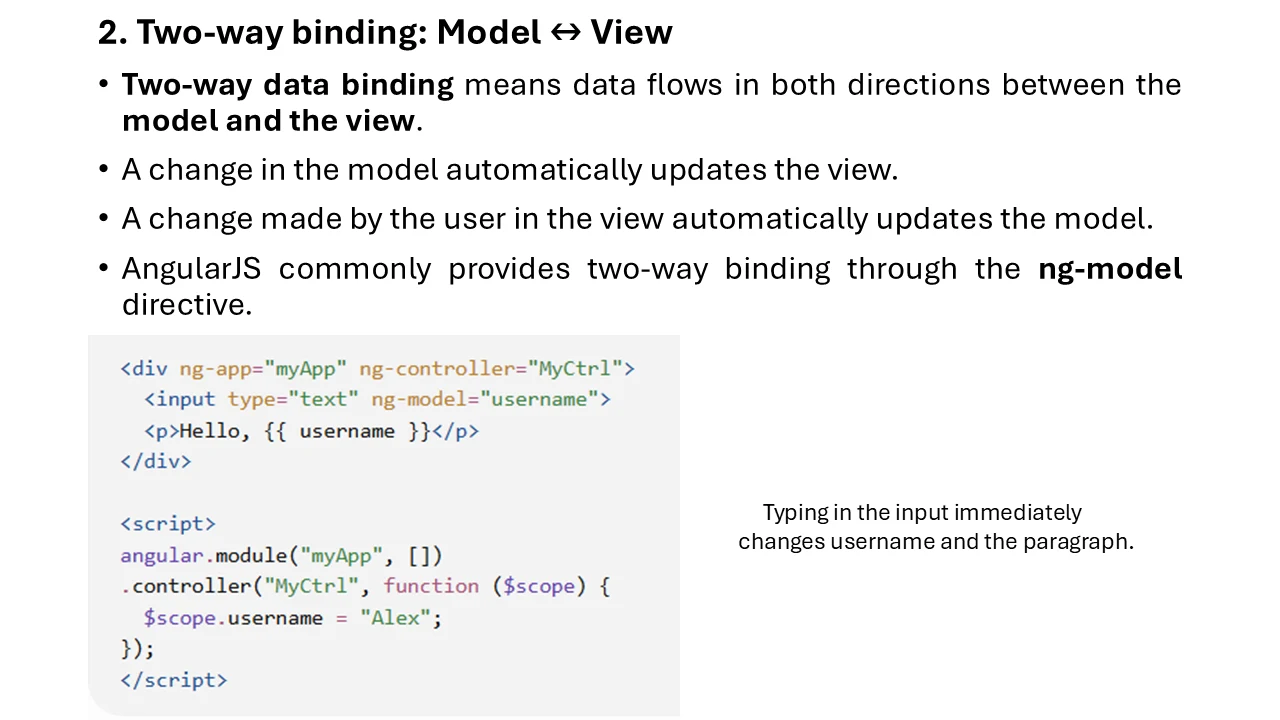 2. Two-way binding: Model ↔ View
• Two-way data binding means data flows in both directions between the
model and the view.
• A change in the model automatically updates the view.
• A change made by the user in the view automatically updates the model.
• AngularJS commonly provides two-way binding through the ng-model
directive.
<div ng-app="myApp" ng-controller="MyCtrl">
  <input type="text" ng-model="username">
  <p>Hello, {{ username }}</p>
</div>

<script>
angular.module("myApp", [])
.controller("MyCtrl", function ($scope) {
  $scope.username = "Alex";
});
</script>
Typing in the input immediately
changes username and the paragraph.